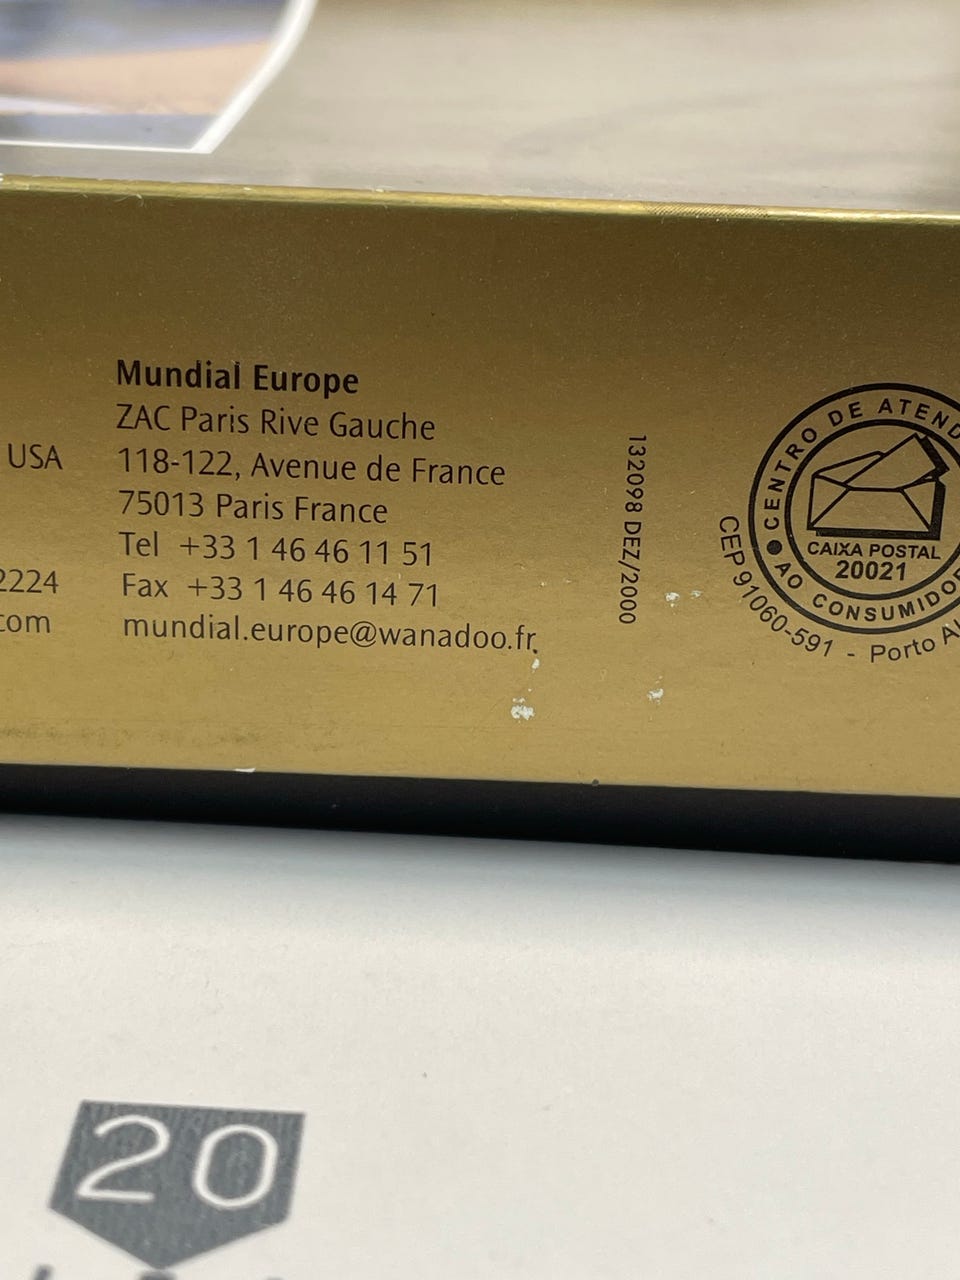 USA
2224
com
Mundial Europe
ZAC Paris Rive Gauche
118-122, Avenue de France
75013 Paris France
Tel +33 1 46 46 11 51
Fax +33 1 46 46 14 71
mundial.europe@wanadoo.fr
132098 DEZ/2000
CENTRO DE ATEND
AO CONSUMIDOR
CAIXA POSTAL
20021
CEP 91060-591 - Porto Al
20